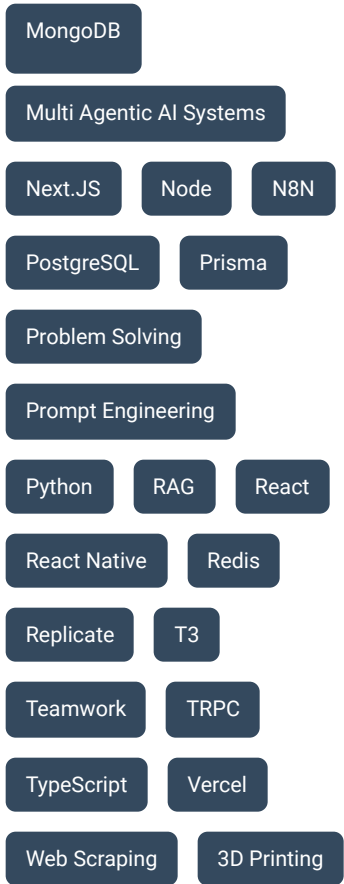 MongoDB
Multi Agentic AI Systems
Next.JS Node N8N
PostgreSQL Prisma
Problem Solving
Prompt Engineering
Python RAG React
React Native Redis
Replicate T3
Teamwork TRPC
TypeScript Vercel
Web Scraping 3D Printing